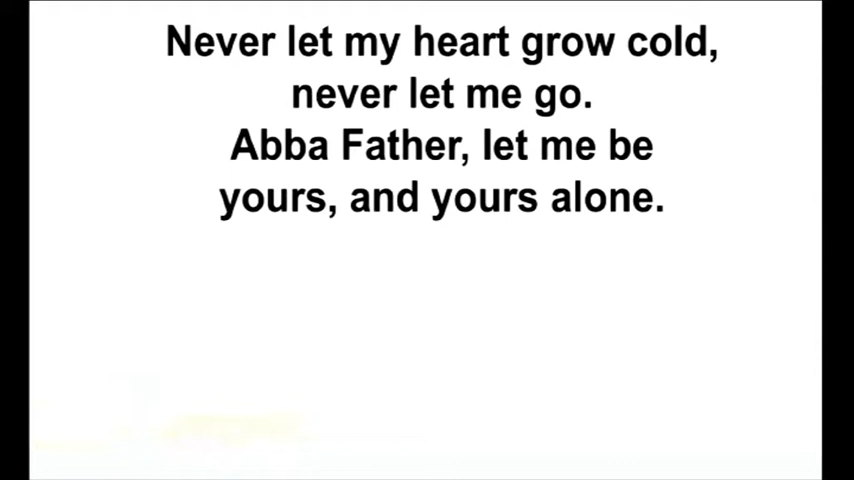 Never let my heart grow cold,
never let me go.
Abba Father, let me be
yours, and yours alone.